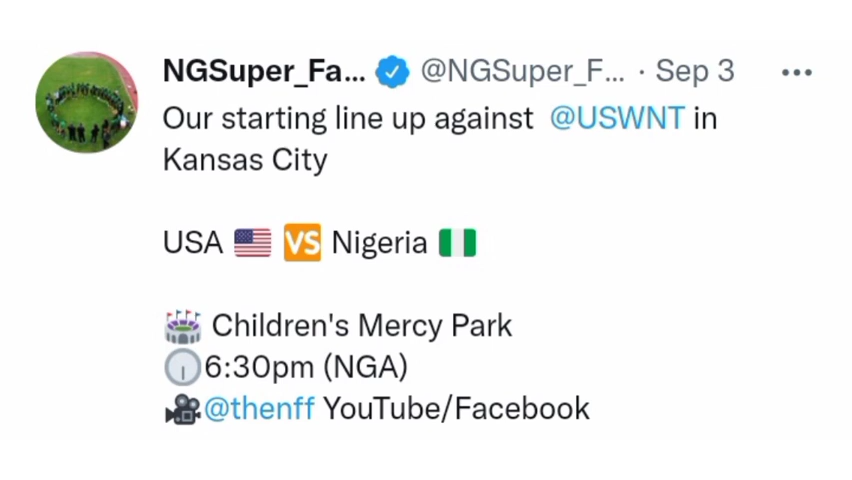 NGSuper_Fa... @NGSuper_F... · Sep 3
Our starting line up against @USWNT in
Kansas City
USA 🇺🇸 🆚 Nigeria 🇳🇬
🏟 Children's Mercy Park
🕡6:30pm (NGA)
🎥@thenff YouTube/Facebook